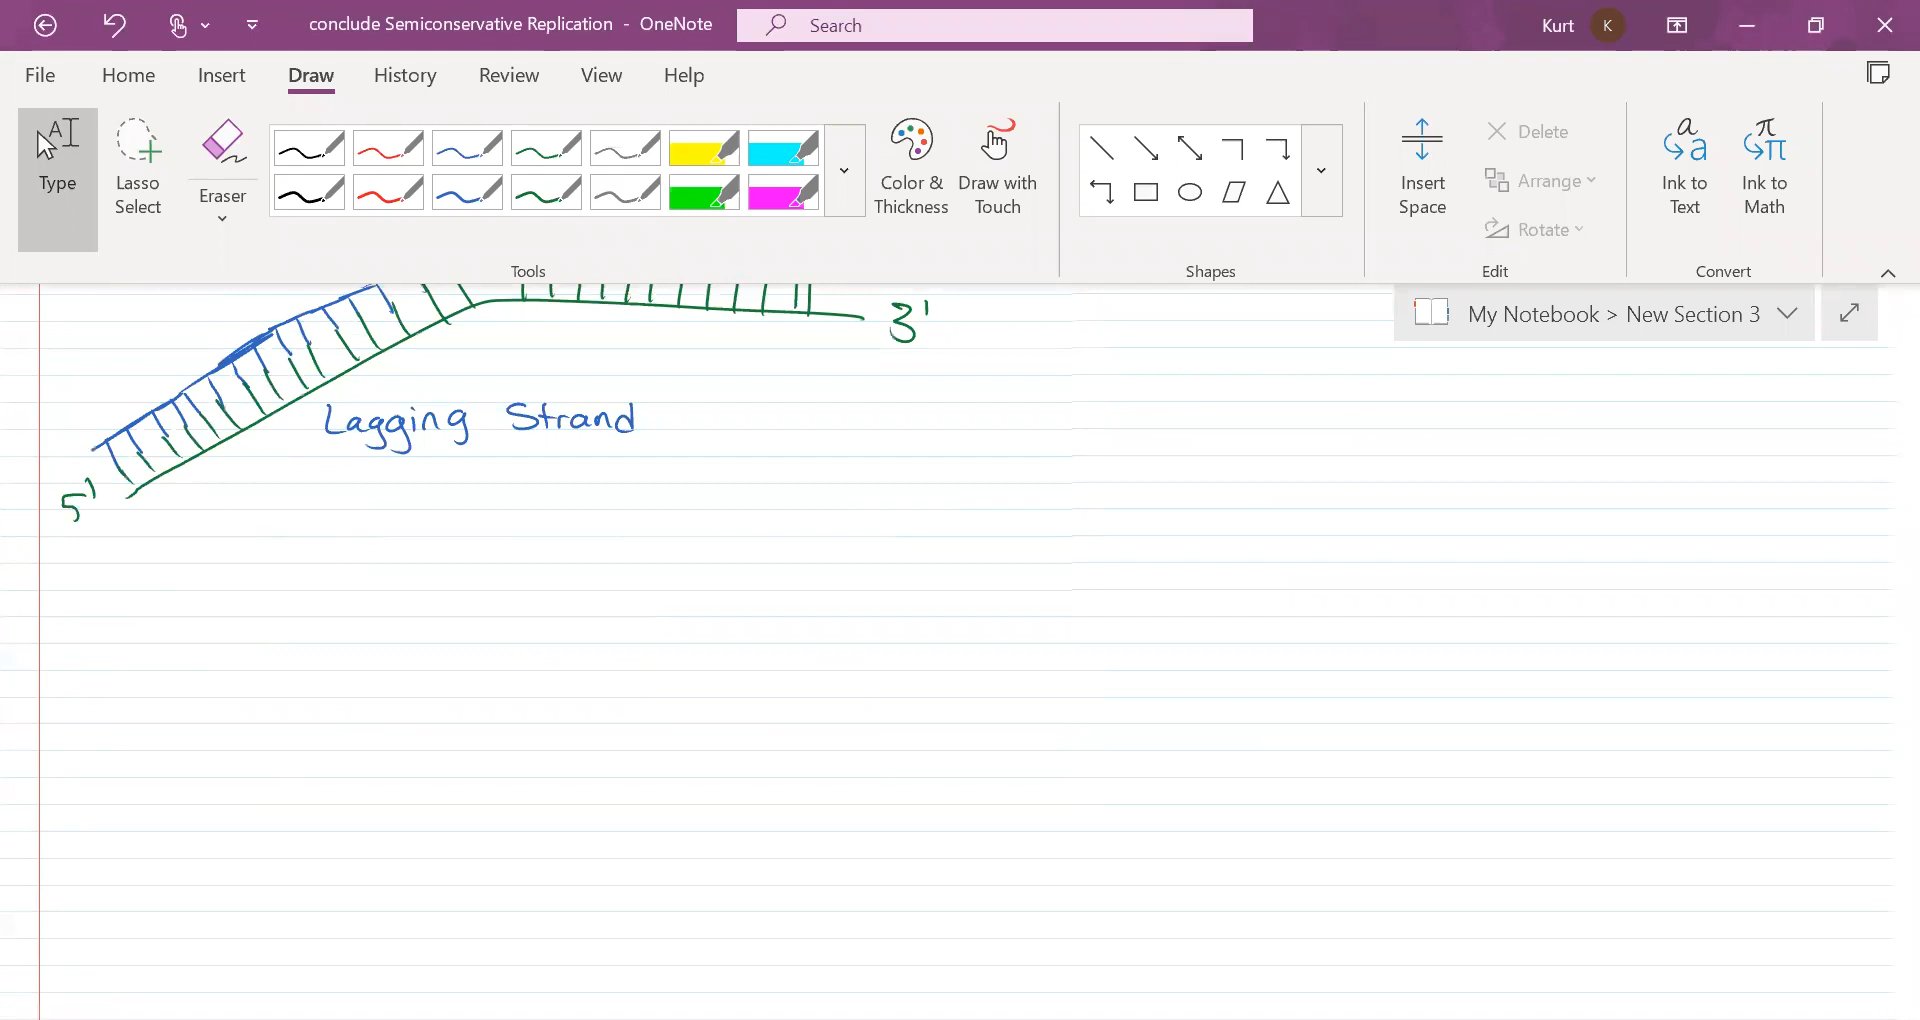 conclude Semiconservative Replication - OneNote
Search
Kurt K
File Home Insert Draw History Review View Help
Type
Lasso Select
Eraser
Color & Thickness
Draw with Touch
Insert Space
Delete
Arrange
Rotate
a a
Ink to Text
π π
Ink to Math
Tools Shapes Edit Convert
My Notebook > New Section 3
3'
Lagging Strand
5'